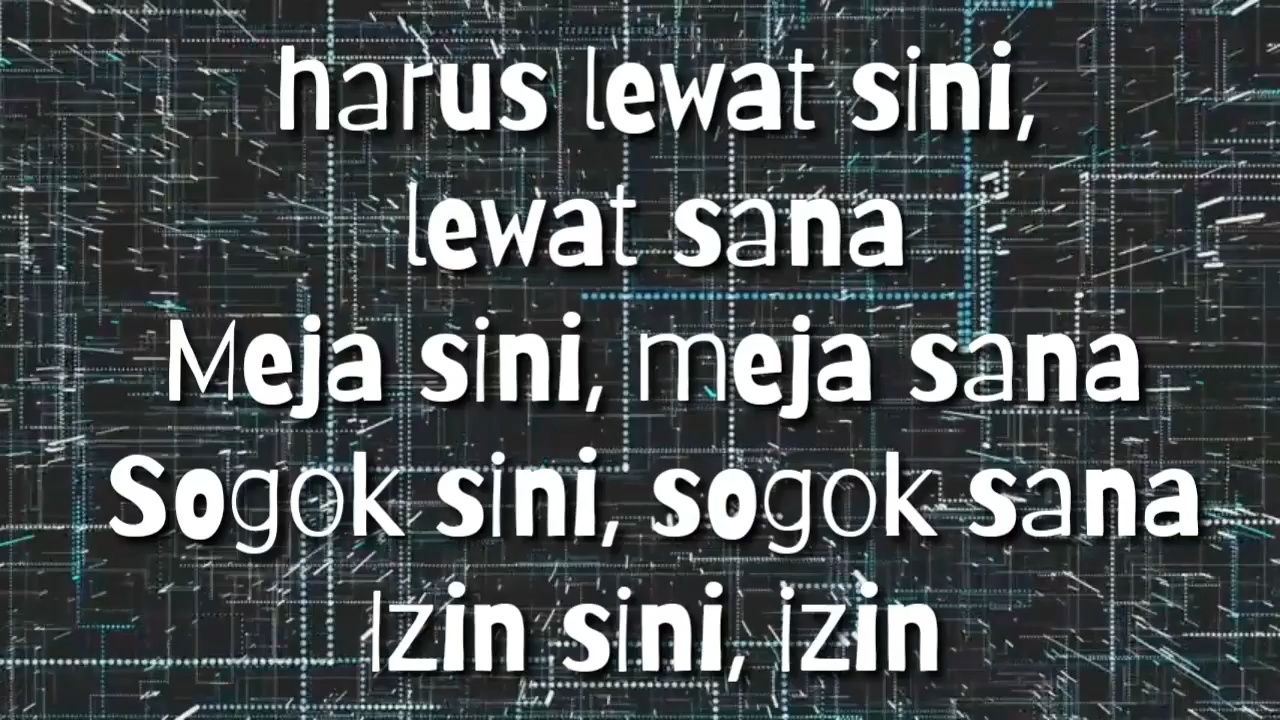 harus lewat sini,
lewat sana
Meja sini, meja sana
Sogok sini, sogok sana
Izin sini, izin